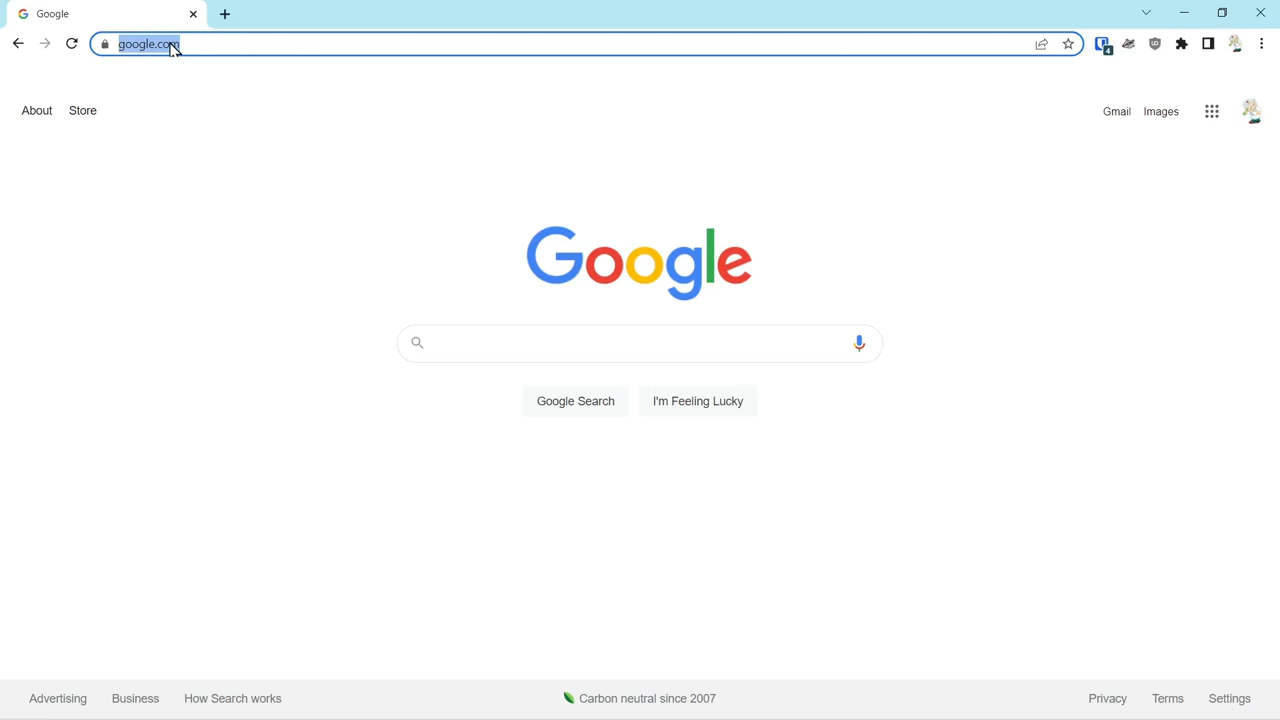 Google
google.com
4
About Store
Gmail Images
Google
Google Search I'm Feeling Lucky
Advertising Business How Search works
Carbon neutral since 2007
Privacy Terms Settings